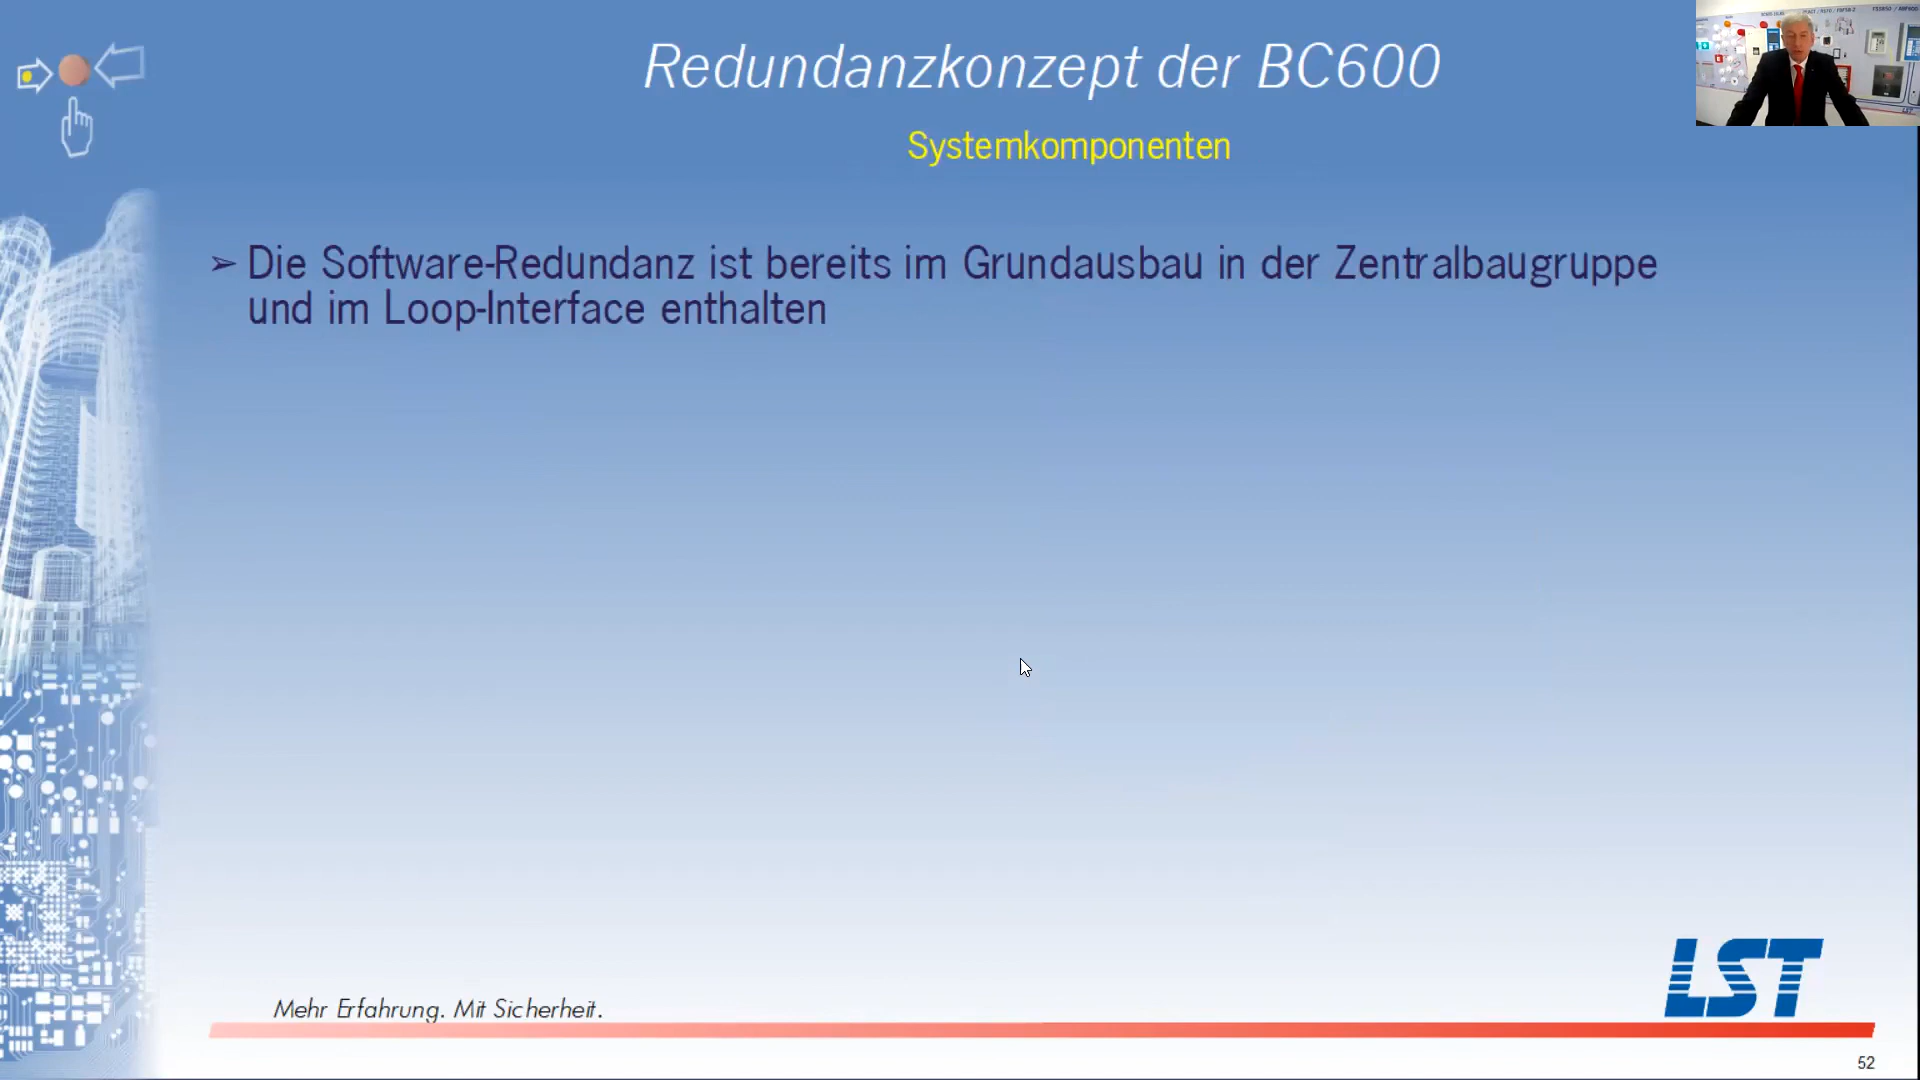 Redundanzkonzept der BC600
Systemkomponenten
➢ Die Software-Redundanz ist bereits im Grundausbau in der Zentralbaugruppe
und im Loop-Interface enthalten
LST
Mehr Erfahrung. Mit Sicherheit.
52